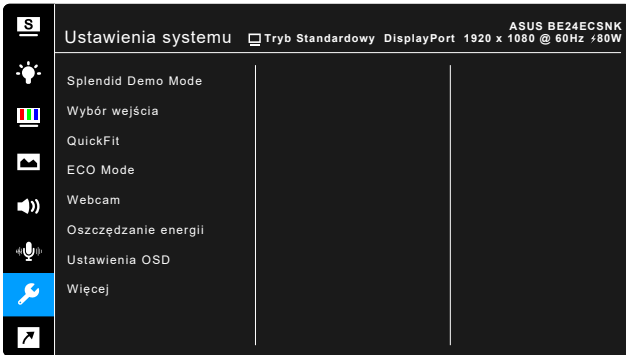 S
ASUS BE24ECSNK
Ustawienia systemu Tryb Standardowy DisplayPort 1920 x 1080 @ 60Hz ⚡80W
Splendid Demo Mode
Wybór wejścia
QuickFit
ECO Mode
Webcam
Oszczędzanie energii
Ustawienia OSD
Więcej